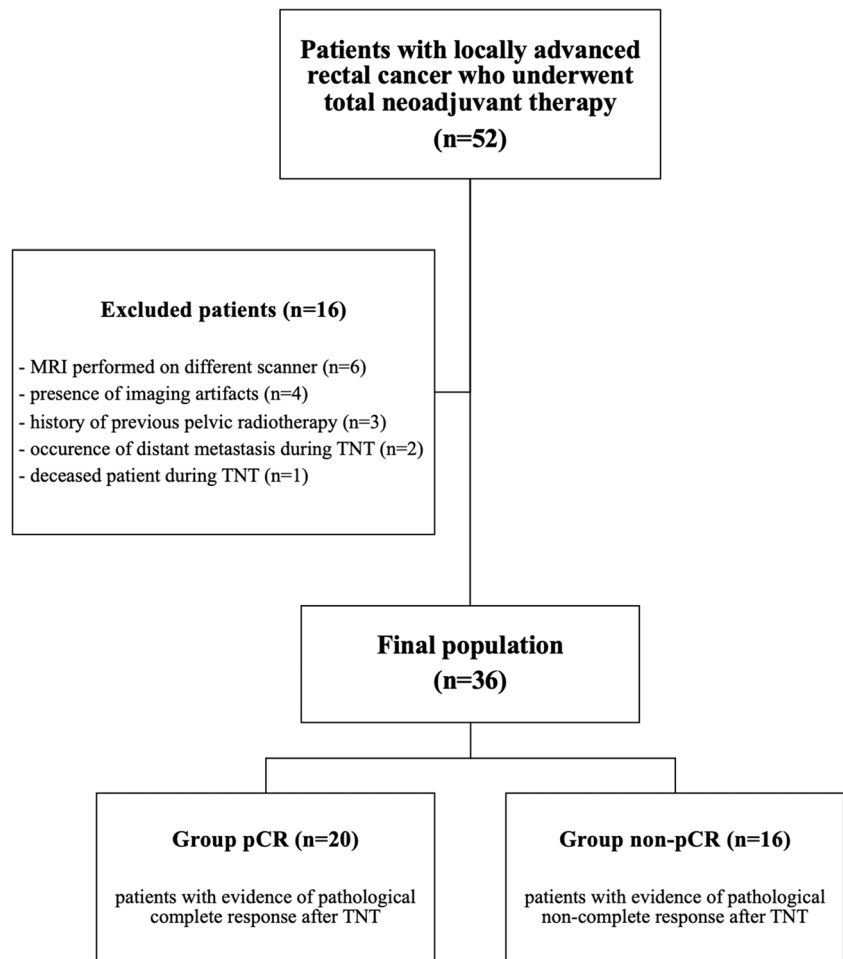 Patients with locally advanced
rectal cancer who underwent
total neoadjuvant therapy
(n=52)
Excluded patients (n=16)
- MRI performed on different scanner (n=6)
- presence of imaging artifacts (n=4)
- history of previous pelvic radiotherapy (n=3)
- occurence of distant metastasis during TNT (n=2)
- deceased patient during TNT (n=1)
Final population
(n=36)
Group pCR (n=20)
patients with evidence of pathological
complete response after TNT
Group non-pCR (n=16)
patients with evidence of pathological
non-complete response after TNT